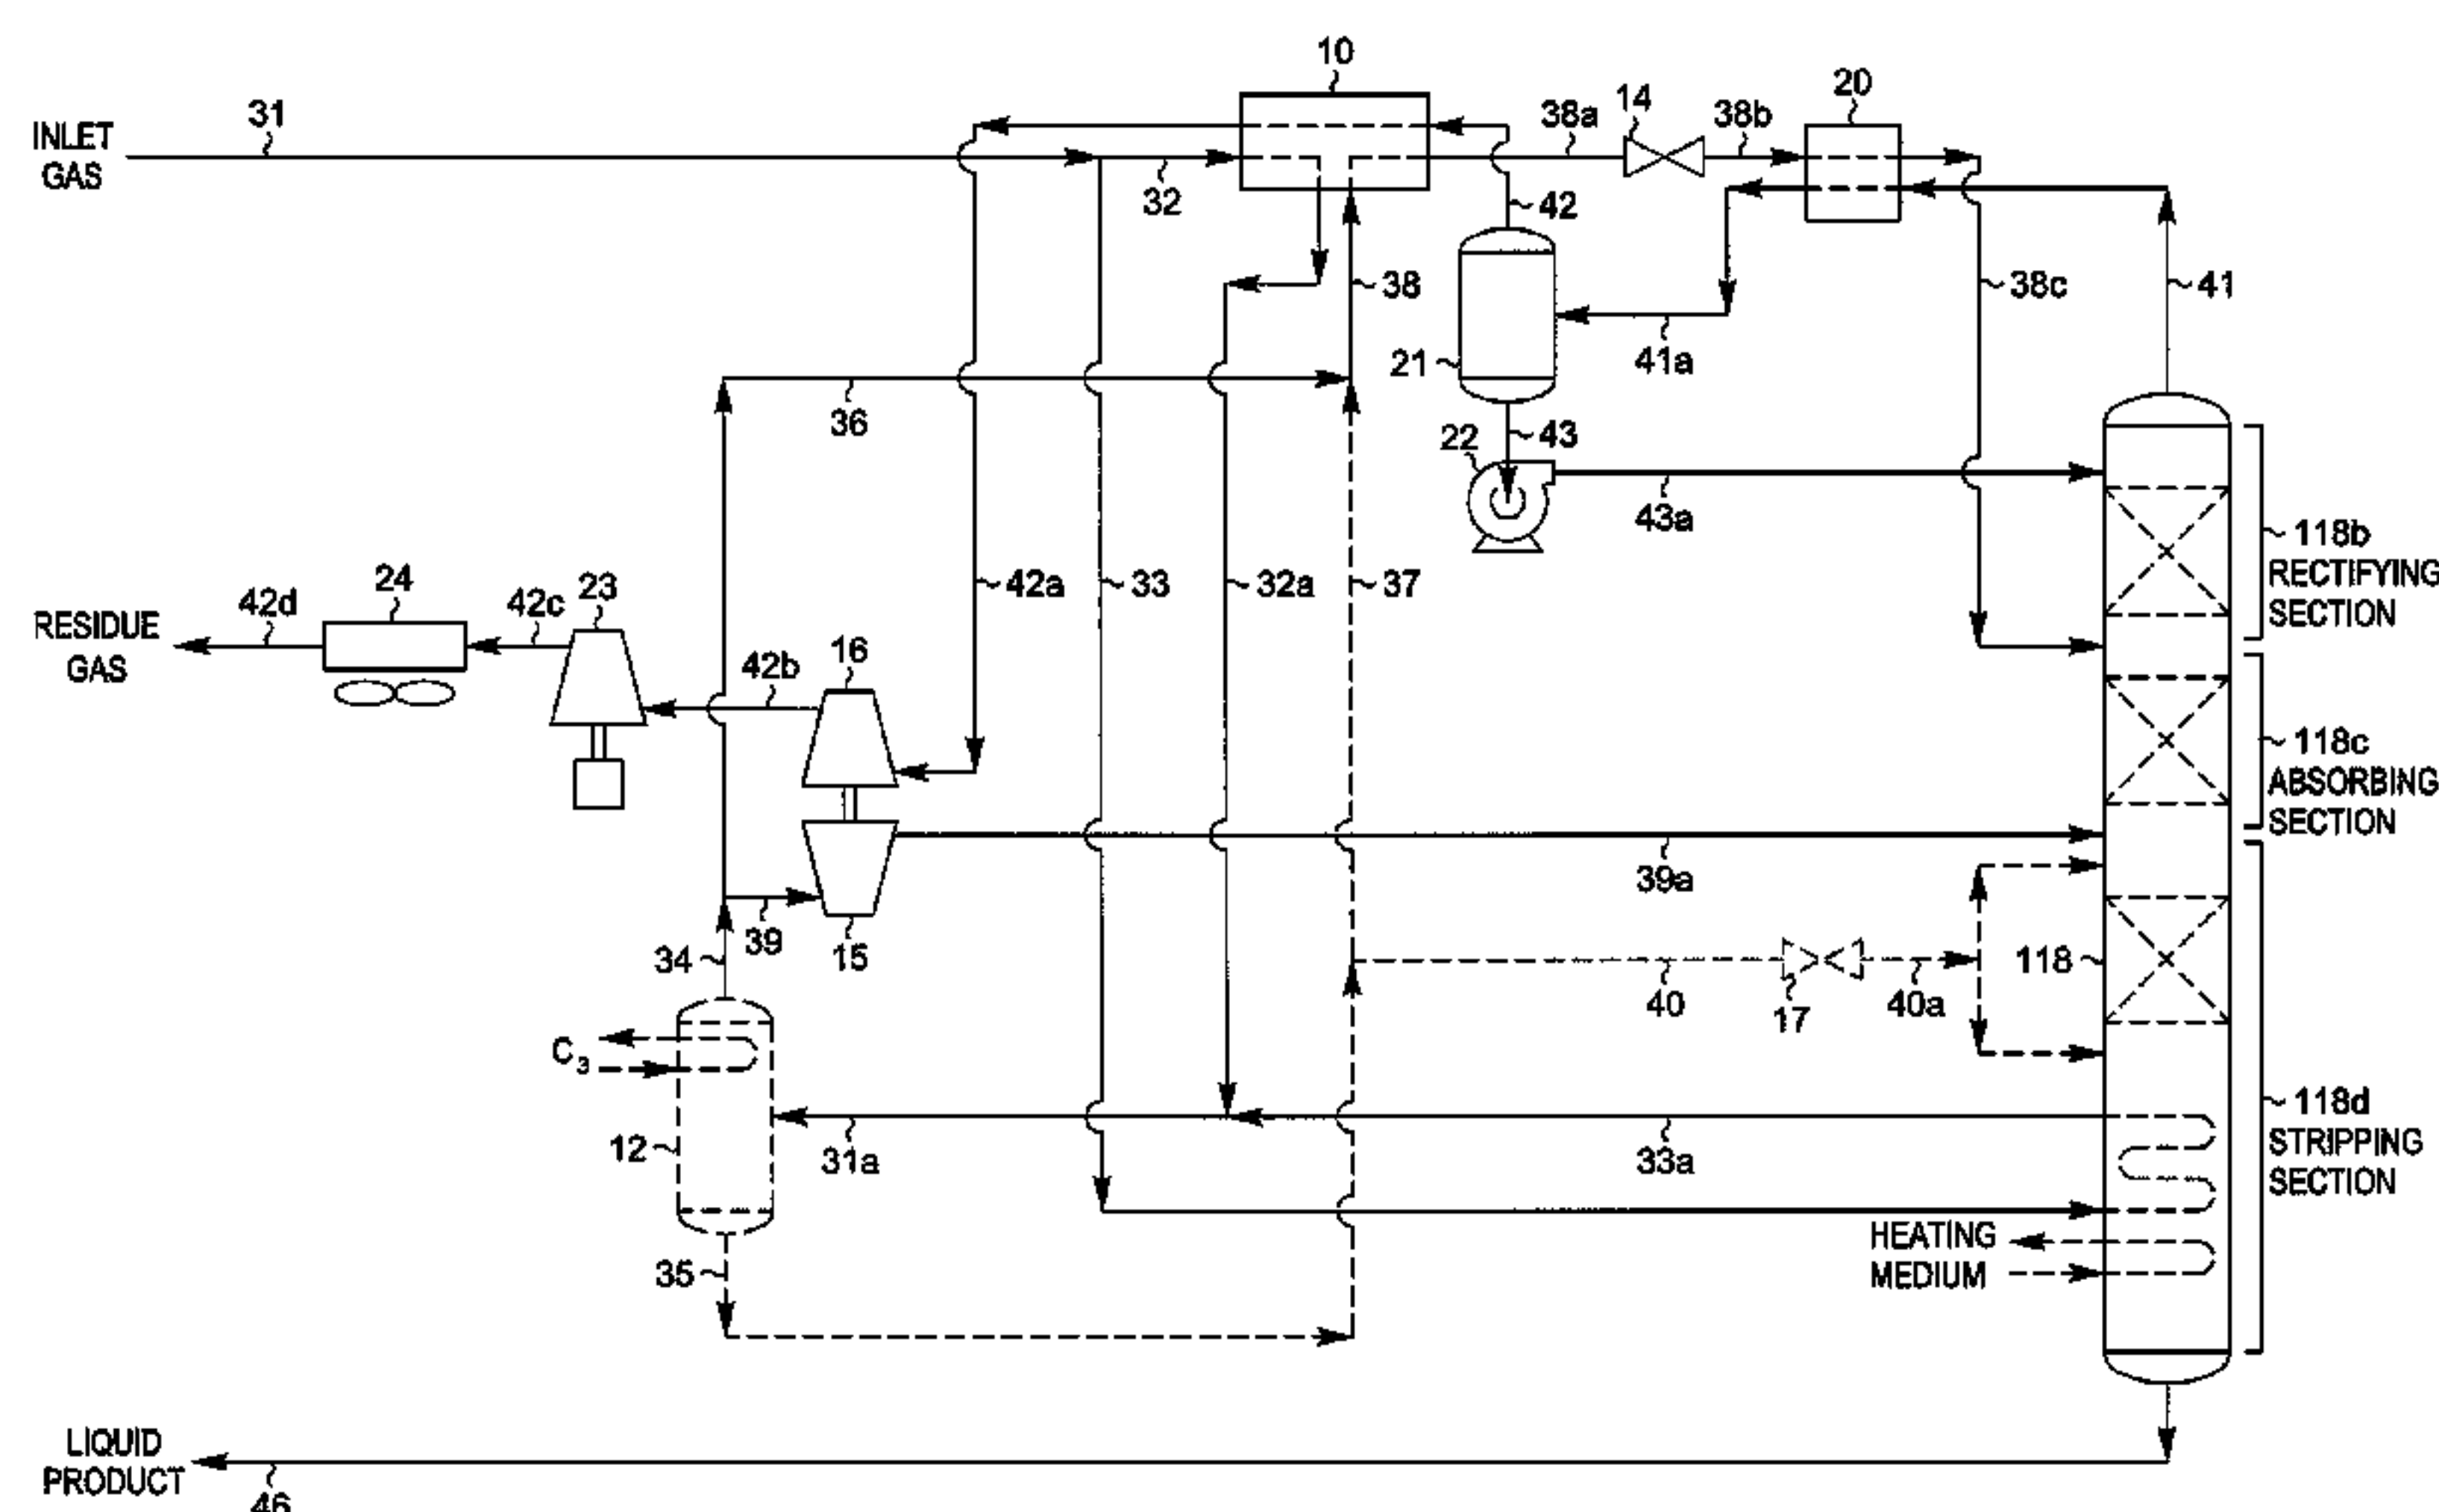 10
20
14
31
38a
38b
INLET
GAS
32
42
38
38c
41
21
41a
36
43
22
43a
118b
RECTIFYING
SECTION
42a
33
32a
37
24
23
42c
42d
RESIDUE
GAS
16
42b
118c
ABSORBING
SECTION
39a
39
15
34
118
40
17
40a
C3
12
31a
33a
118d
STRIPPING
SECTION
HEATING
MEDIUM
35
LIQUID
PRODUCT
46